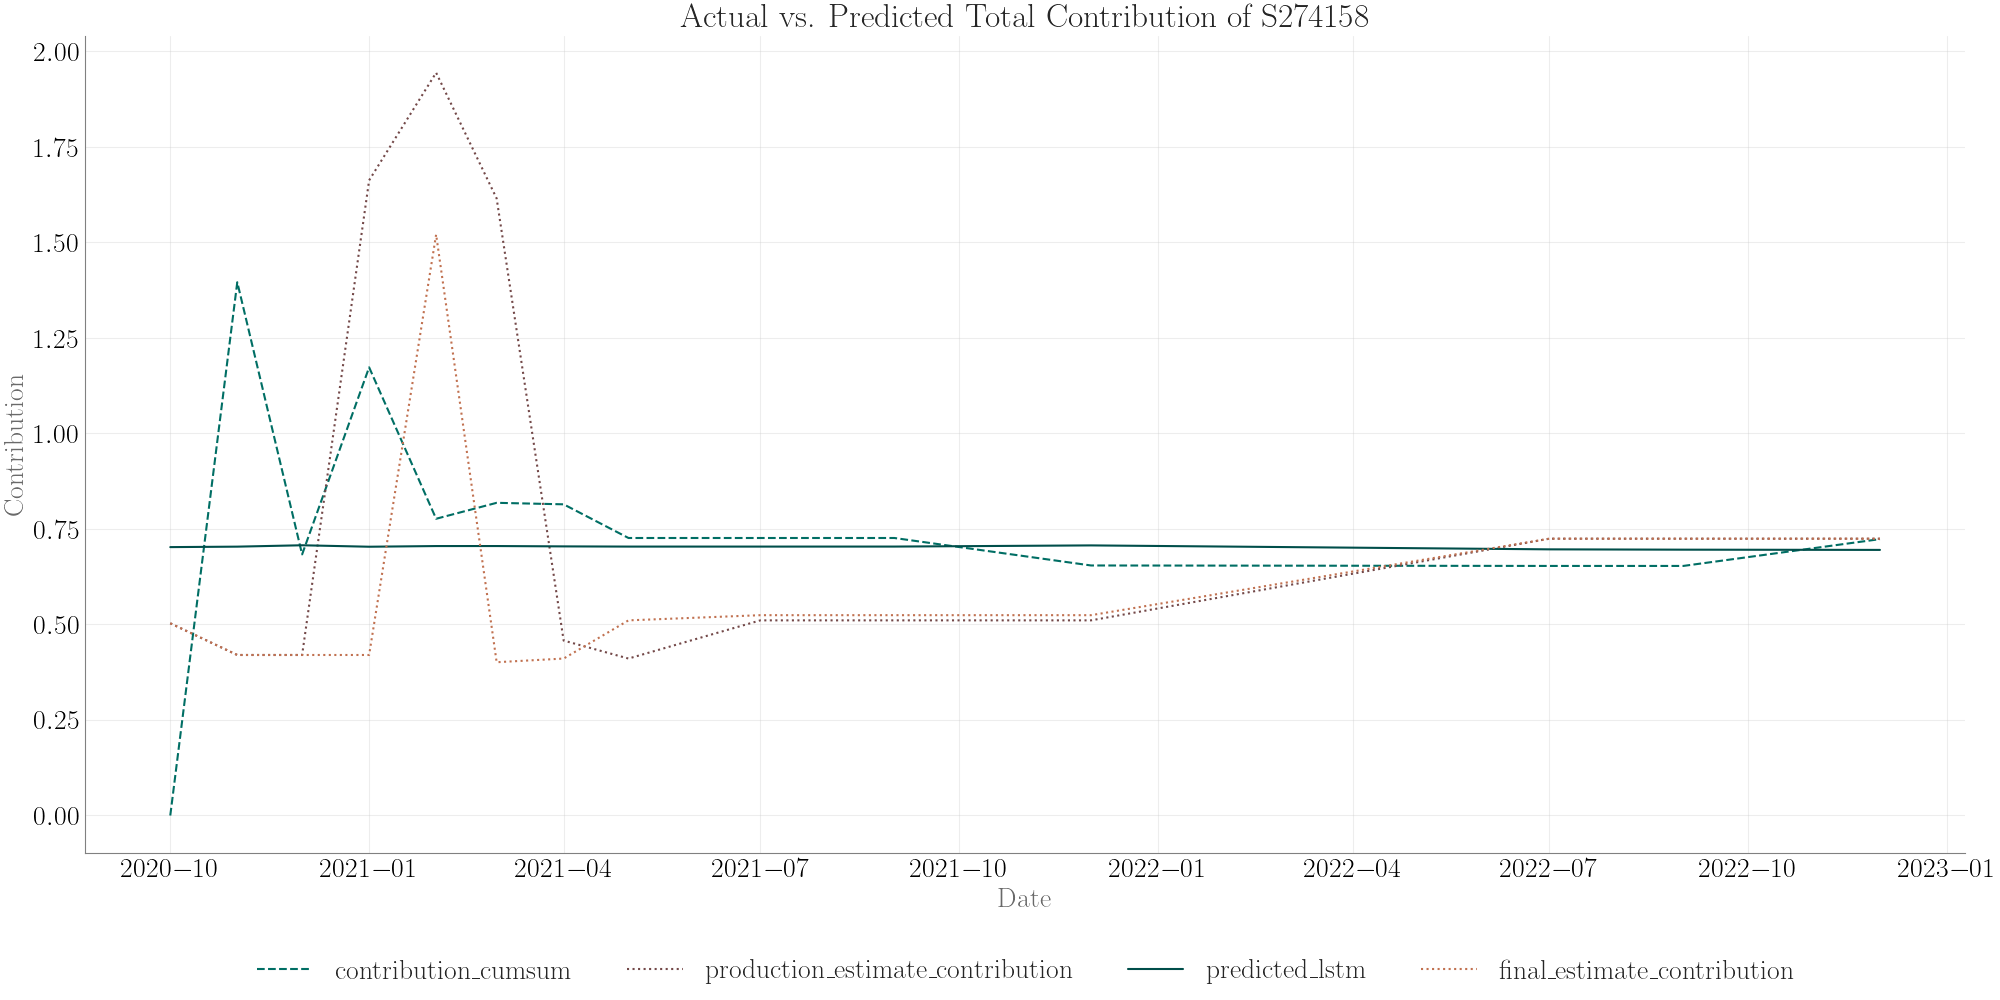 Actual vs. Predicted Total Contribution of S274158
2.00
1.75
1.50
1.25
1.00
0.75
0.50
0.25
0.00
Contribution
2020−10 2021−01 2021−04 2021−07 2021−10 2022−01 2022−04 2022−07 2022−10 2023−01
Date
contribution_cumsum production_estimate_contribution predicted_lstm final_estimate_contribution